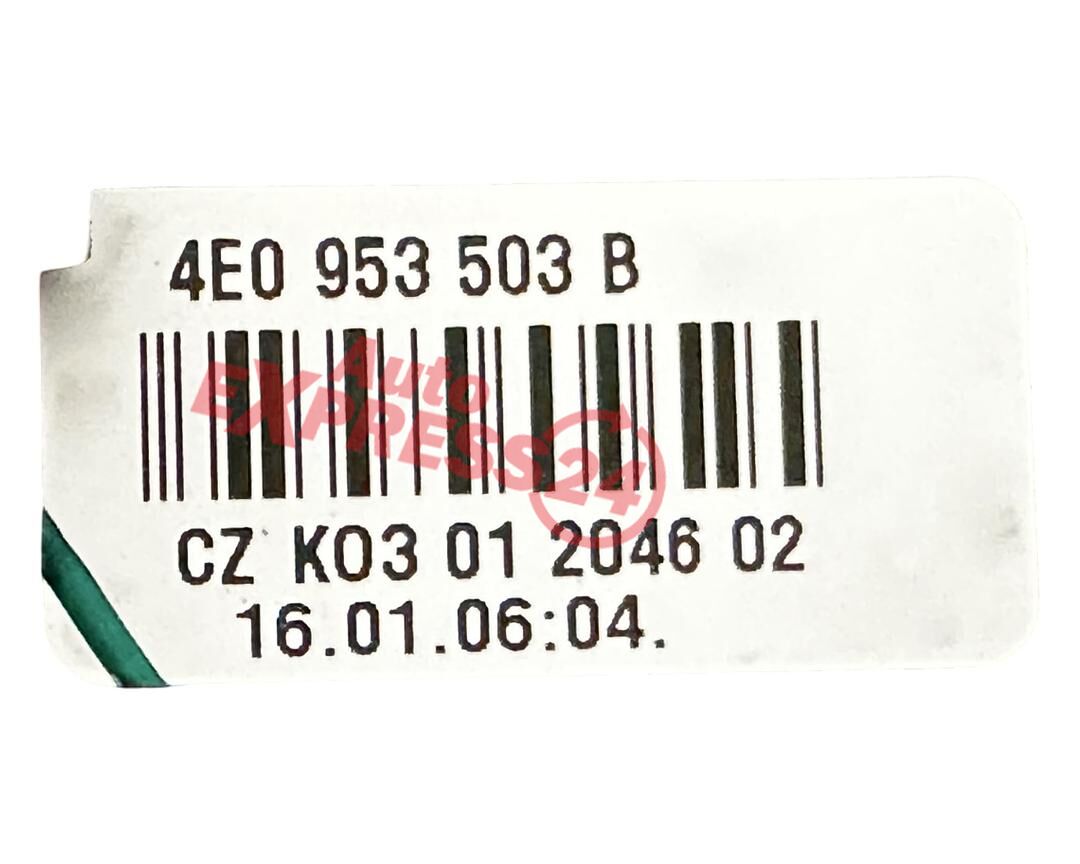 4E0 953 503 B
Auto
EXPRESS24
CZ K03 01 2046 02
16.01.06:04.